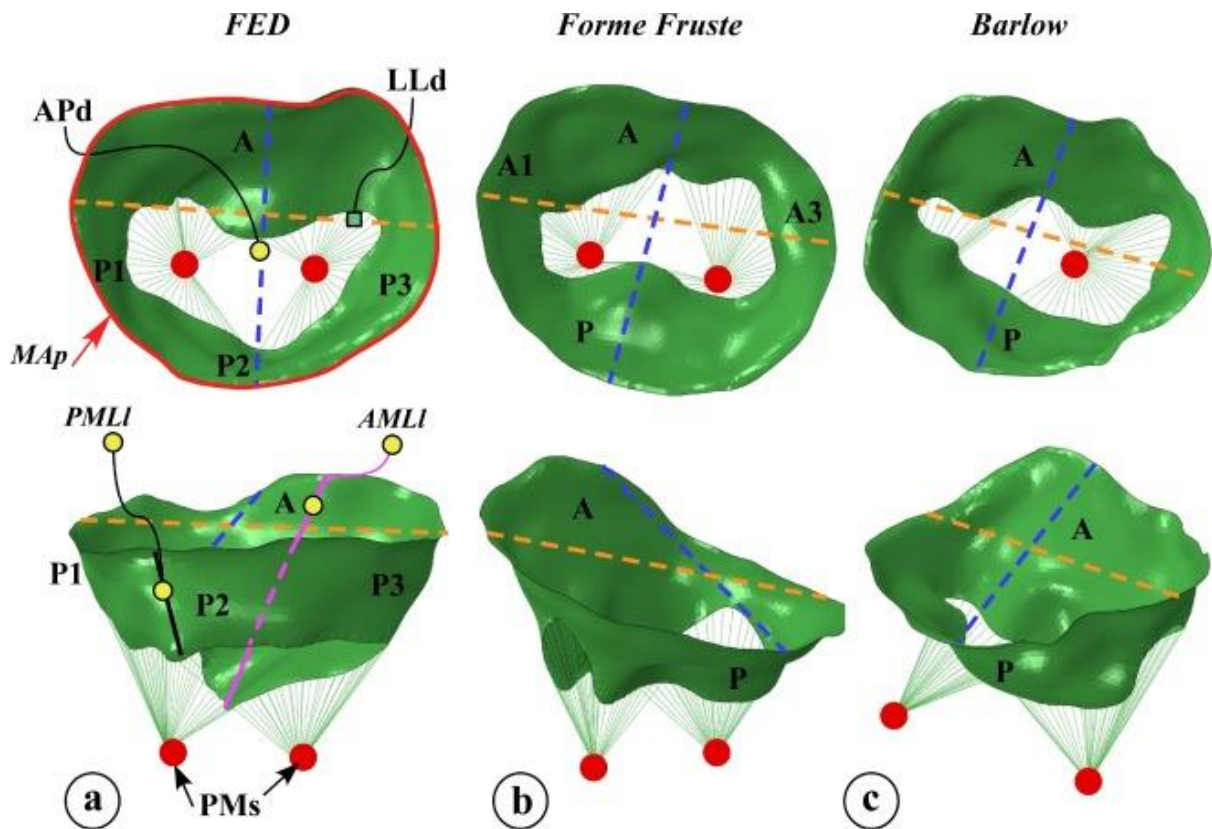 FED
Forme Fruste
Barlow
APd
LLd
A
P1
P3
P2
MAp
A
A1
A3
P
A
P
PMLl
AMLl
A
P1
P2
P3
PMs
a
A
P
b
A
P
c